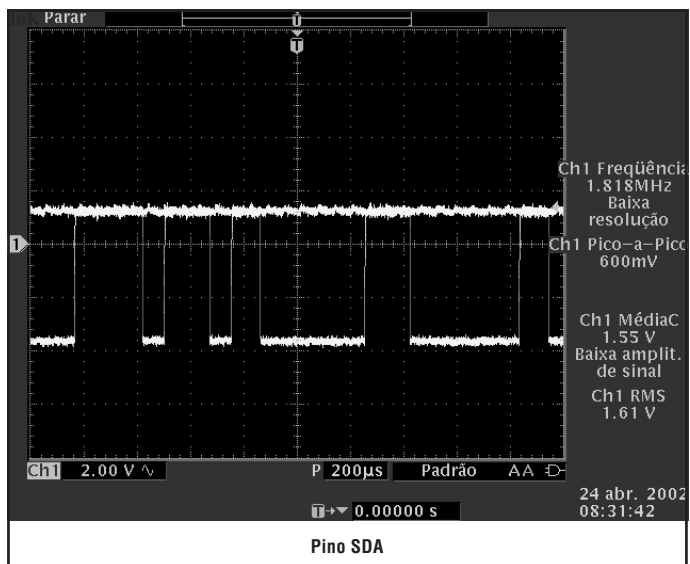 Tek Parar
T
T
Ch1 Freqüência
1.818MHz
Baixa
resolução
1
Ch1 Pico-a-Pico
600mV
Ch1 MédiaC
1.55 V
Baixa amplit.
de sinal
Ch1 RMS
1.61 V
Ch1 2.00 V ∿ P 200µs Padrão AA
24 abr. 2002
T→▼ 0.00000 s 08:31:42
Pino SDA